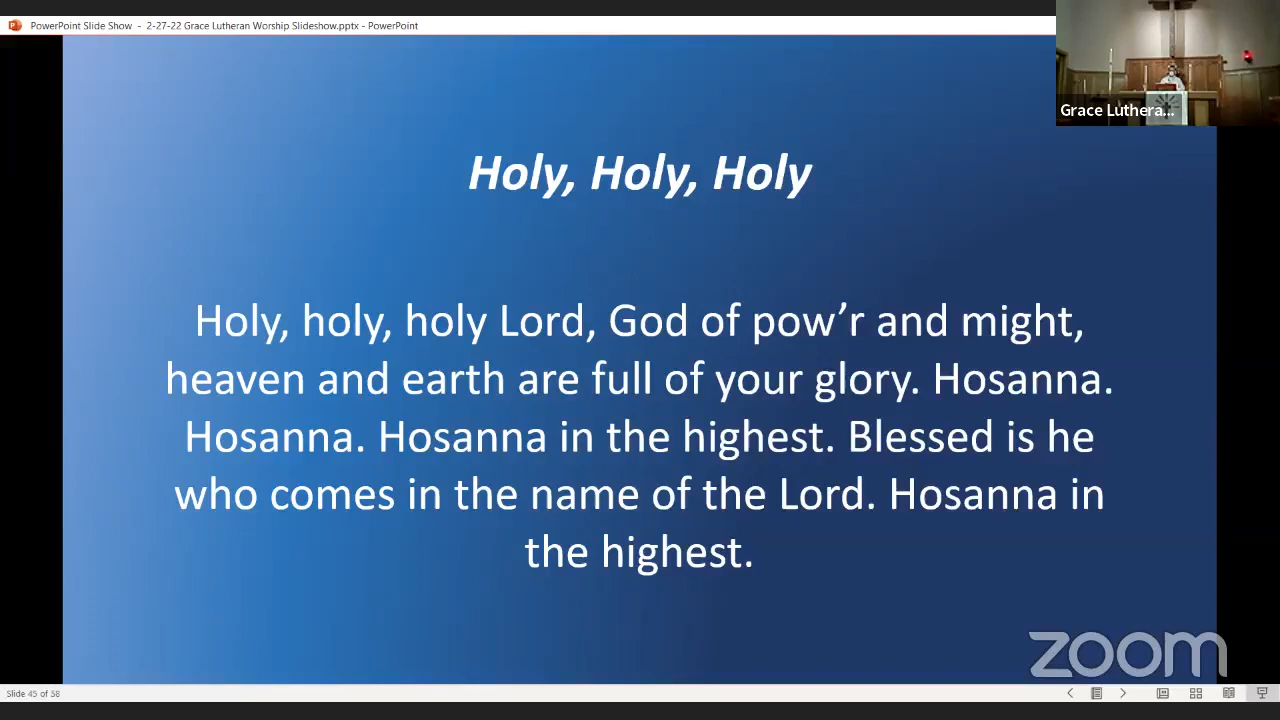 PowerPoint Slide Show - 2-27-22 Grace Lutheran Worship Slideshow.pptx - PowerPoint
Grace Luthera...
Holy, Holy, Holy
Holy, holy, holy Lord, God of pow’r and might,
heaven and earth are full of your glory. Hosanna.
Hosanna. Hosanna in the highest. Blessed is he
who comes in the name of the Lord. Hosanna in
the highest.
zoom
Slide 45 of 58